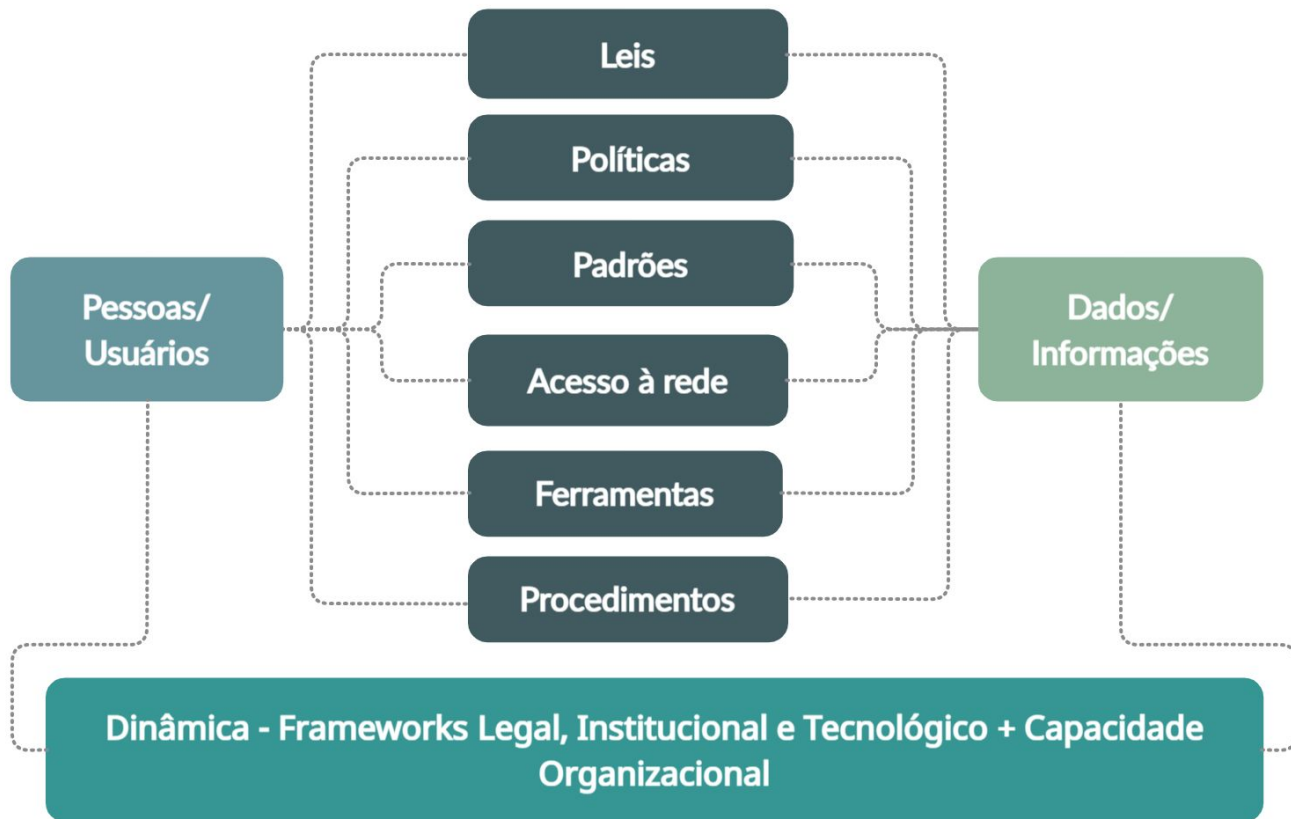 Leis
Políticas
Padrões
Pessoas/
Usuários
Dados/
Informações
Acesso à rede
Ferramentas
Procedimentos
Dinâmica - Frameworks Legal, Institucional e Tecnológico + Capacidade
Organizacional